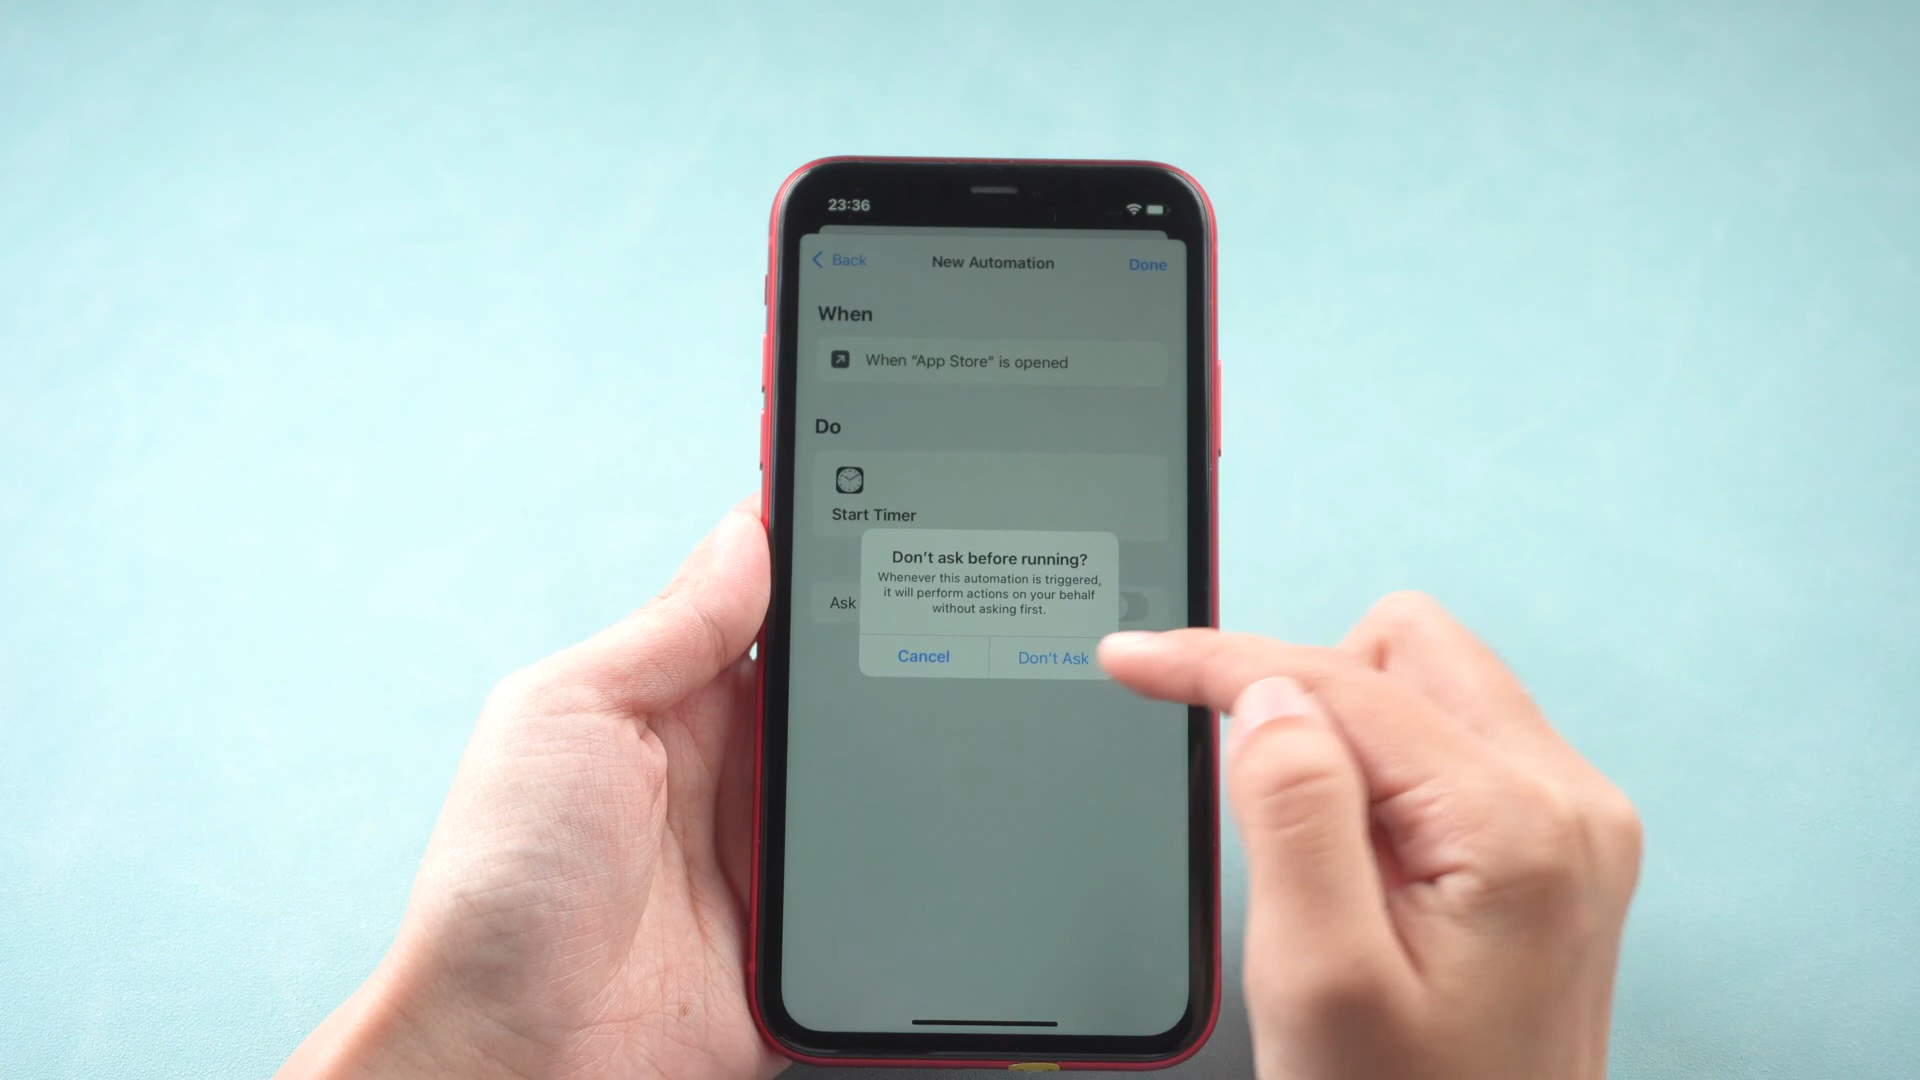 23:36
Back
New Automation
Done
When
When “App Store” is opened
Do
Start Timer
Don’t ask before running?
Whenever this automation is triggered,
it will perform actions on your behalf
without asking first.
Ask
Cancel
Don’t Ask